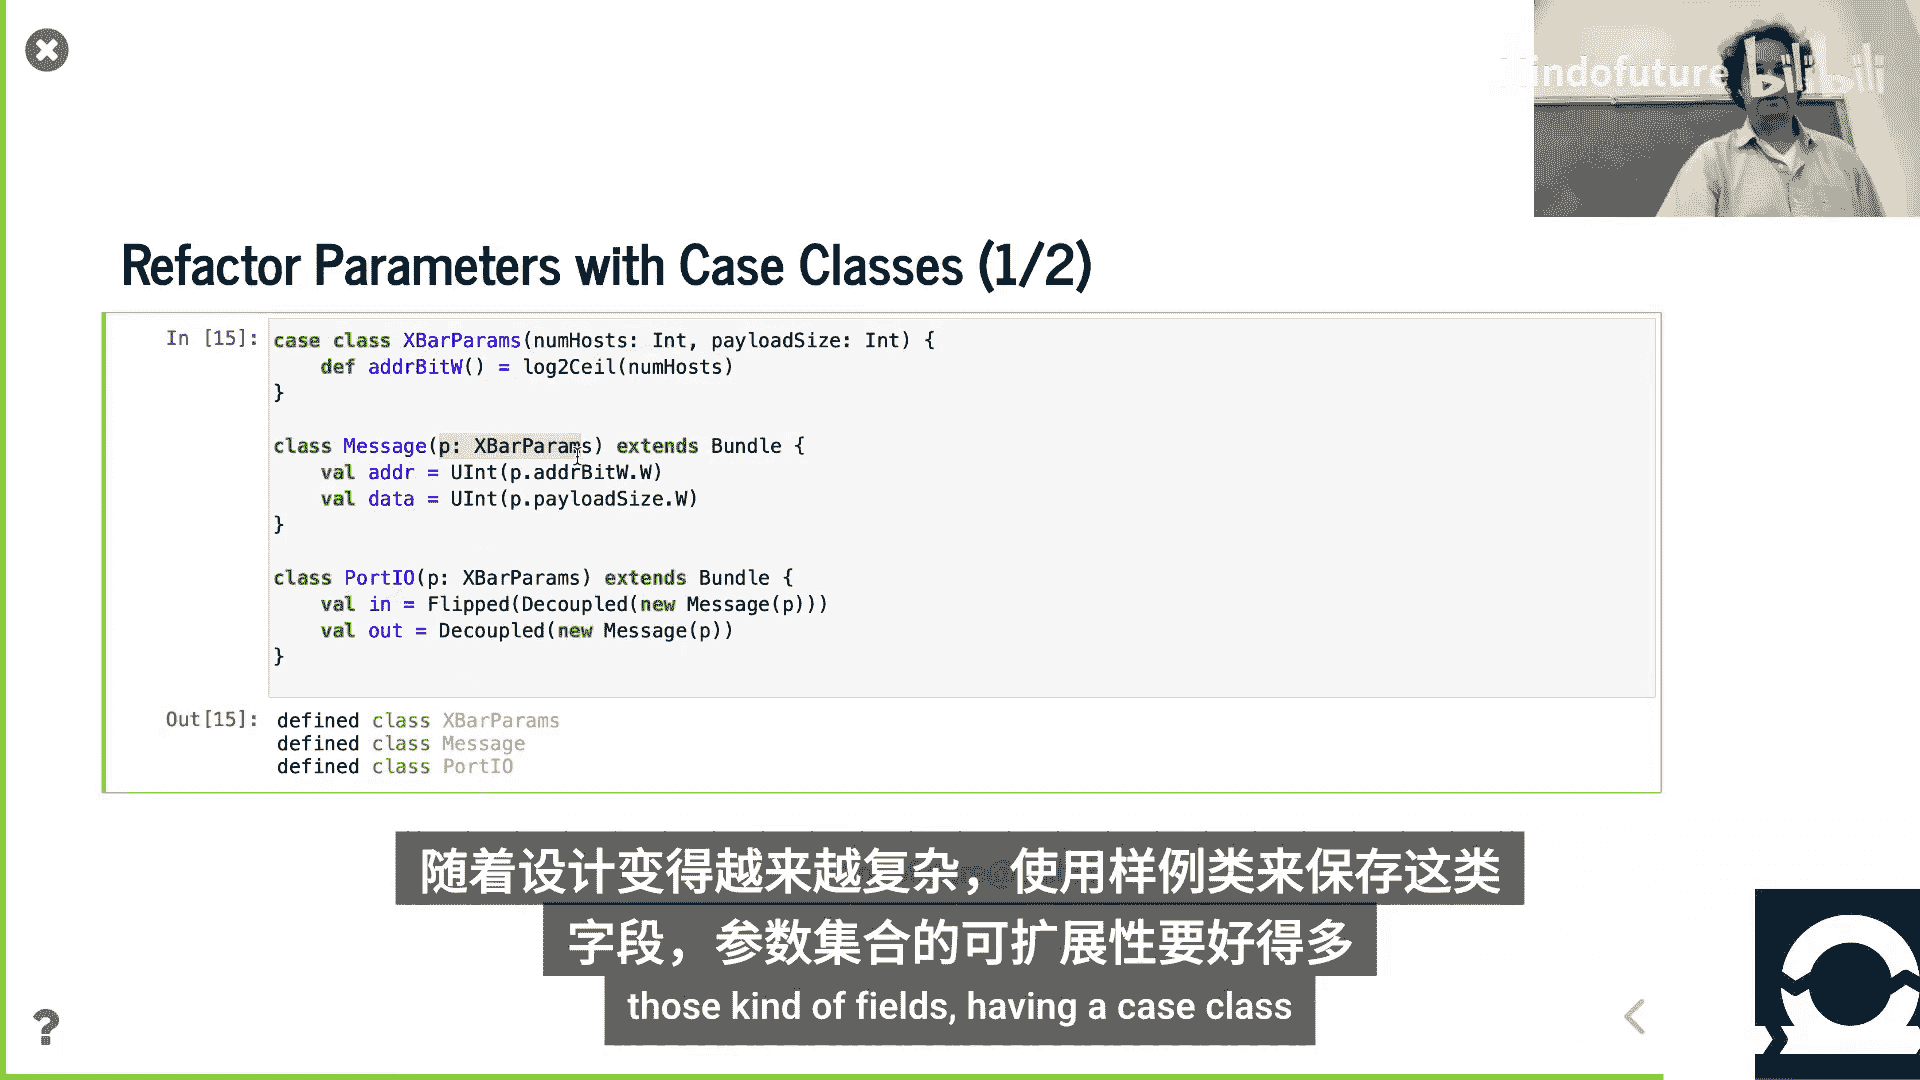 indofuture bilibili
Refactor Parameters with Case Classes (1/2)
In [15]: case class XBarParams(numHosts: Int, payloadSize: Int) {
def addrBitW() = log2Ceil(numHosts)
}
class Message(p: XBarParams) extends Bundle {
val addr = UInt(p.addrBitW.W)
val data = UInt(p.payloadSize.W)
}
class PortIO(p: XBarParams) extends Bundle {
val in = Flipped(Decoupled(new Message(p)))
val out = Decoupled(new Message(p))
}
Out[15]: defined class XBarParams
defined class Message
defined class PortIO
随着设计变得越来越复杂，使用样例类来保存这类
字段，参数集合的可扩展性要好得多
those kind of fields, having a case class
?